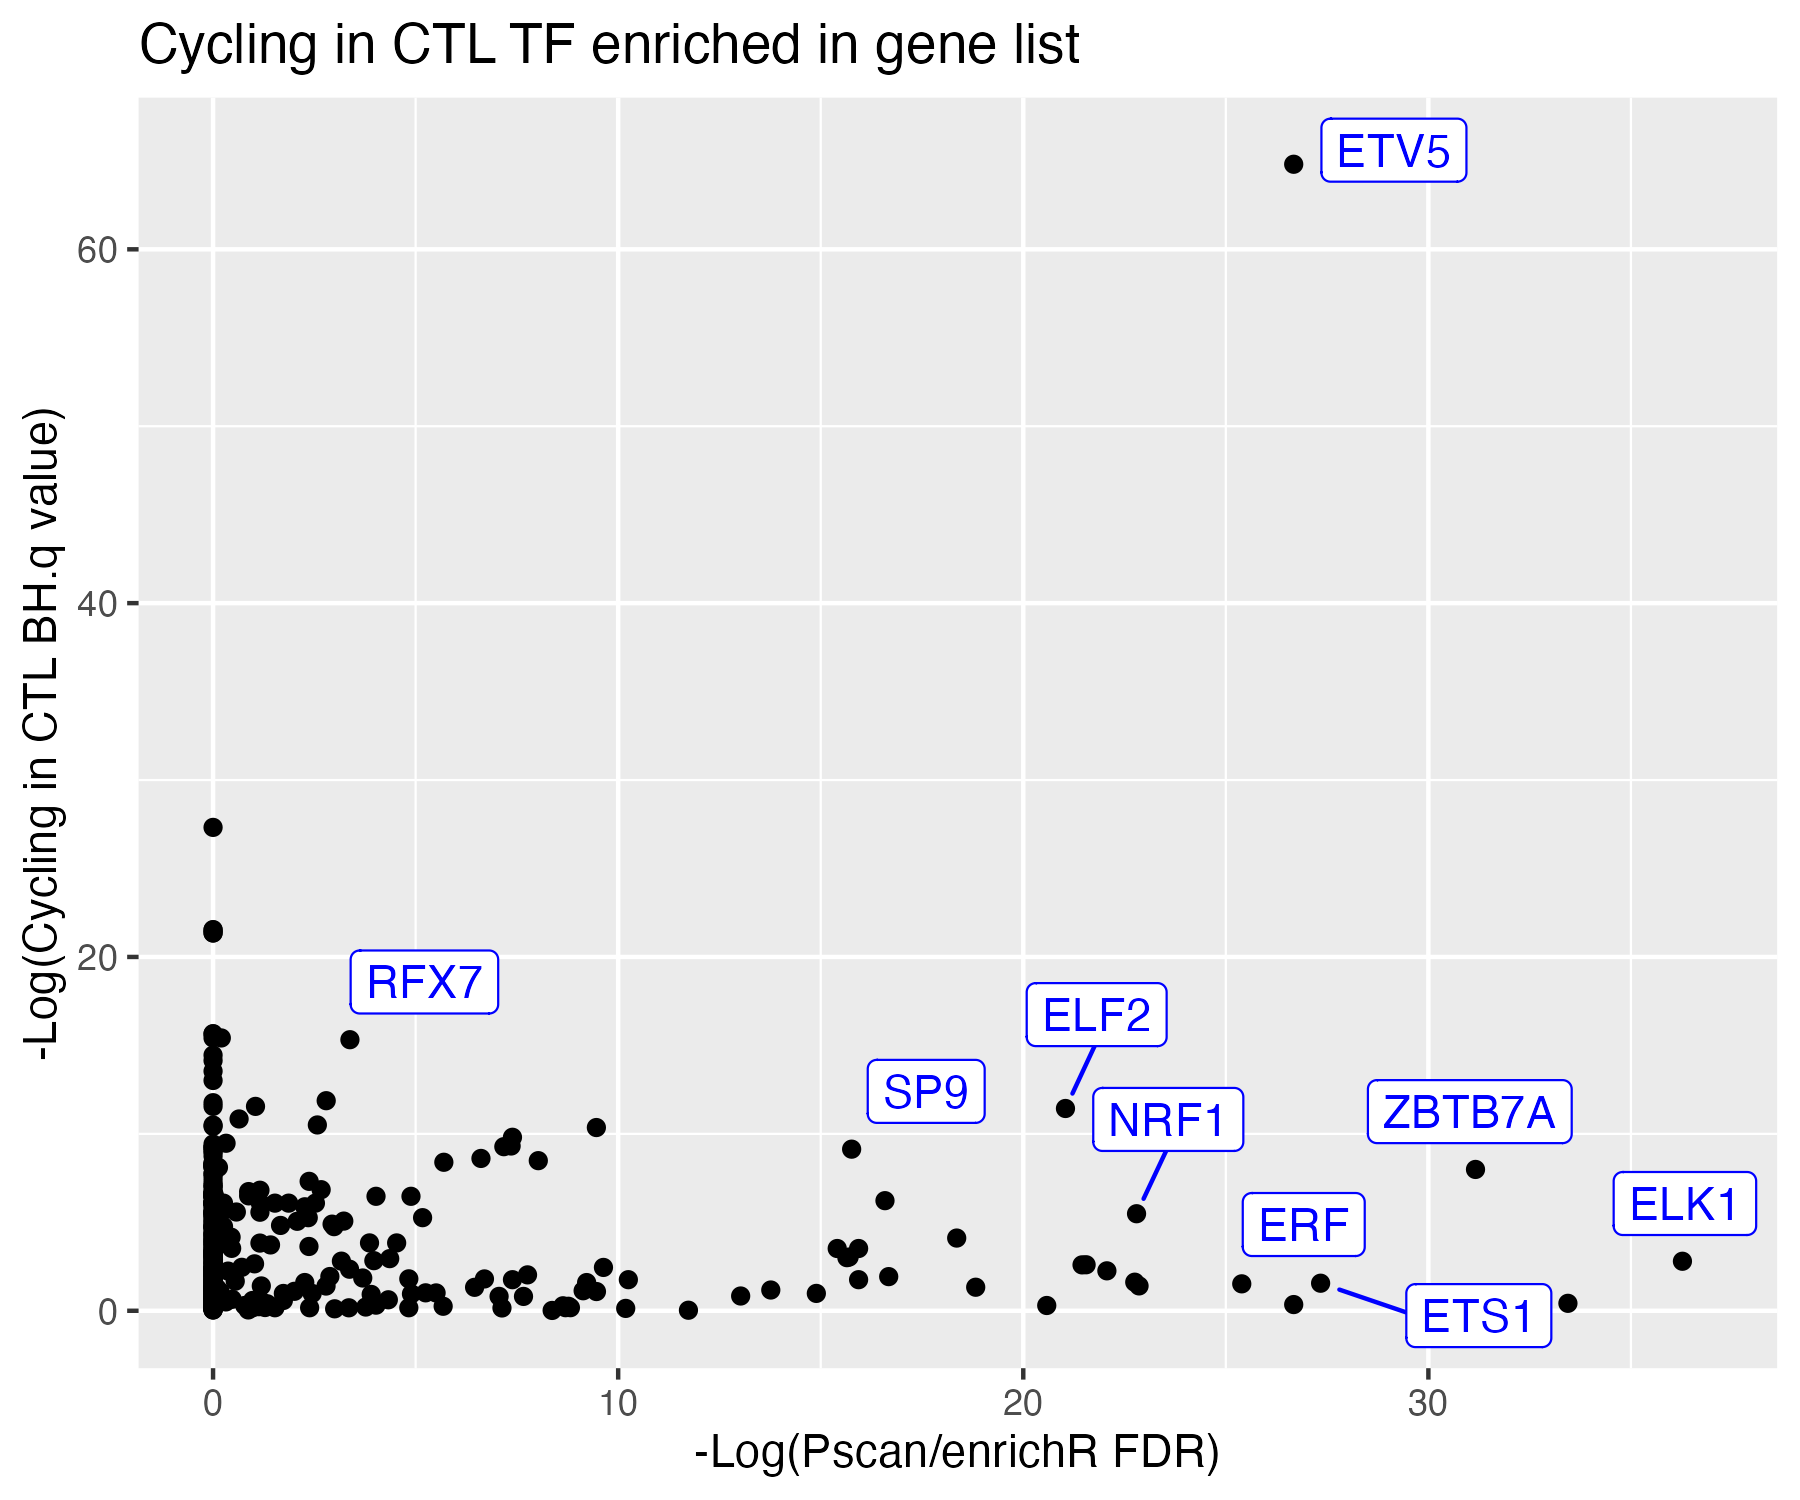 Cycling in CTL TF enriched in gene list
-Log(Cycling in CTL BH.q value)
60
40
20
0
ETV5
RFX7
ELF2
SP9
NRF1
ZBTB7A
ELK1
ERF
ETS1
0
10
20
30
-Log(Pscan/enrichR FDR)